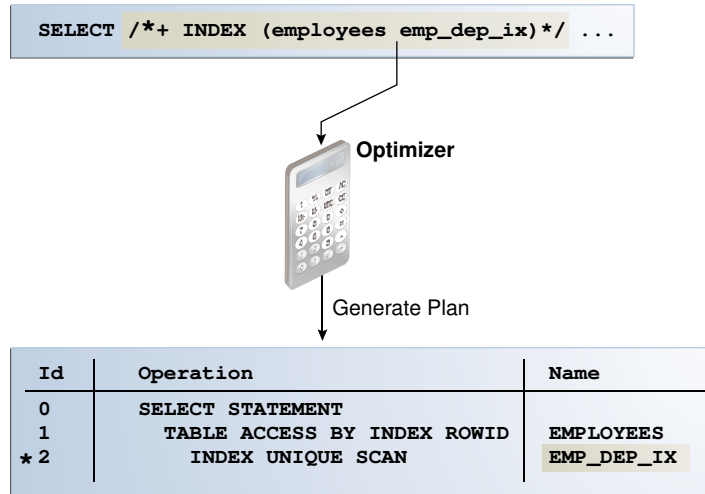 SELECT /*+ INDEX (employees emp_dep_ix)*/ ...
Optimizer
Generate Plan
Id Operation Name
0 SELECT STATEMENT
1 TABLE ACCESS BY INDEX ROWID EMPLOYEES
* 2 INDEX UNIQUE SCAN EMP_DEP_IX